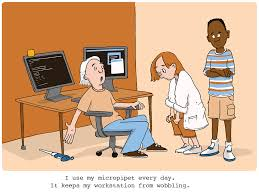 I use my micropipet every day.
It keeps my workstation from wobbling.